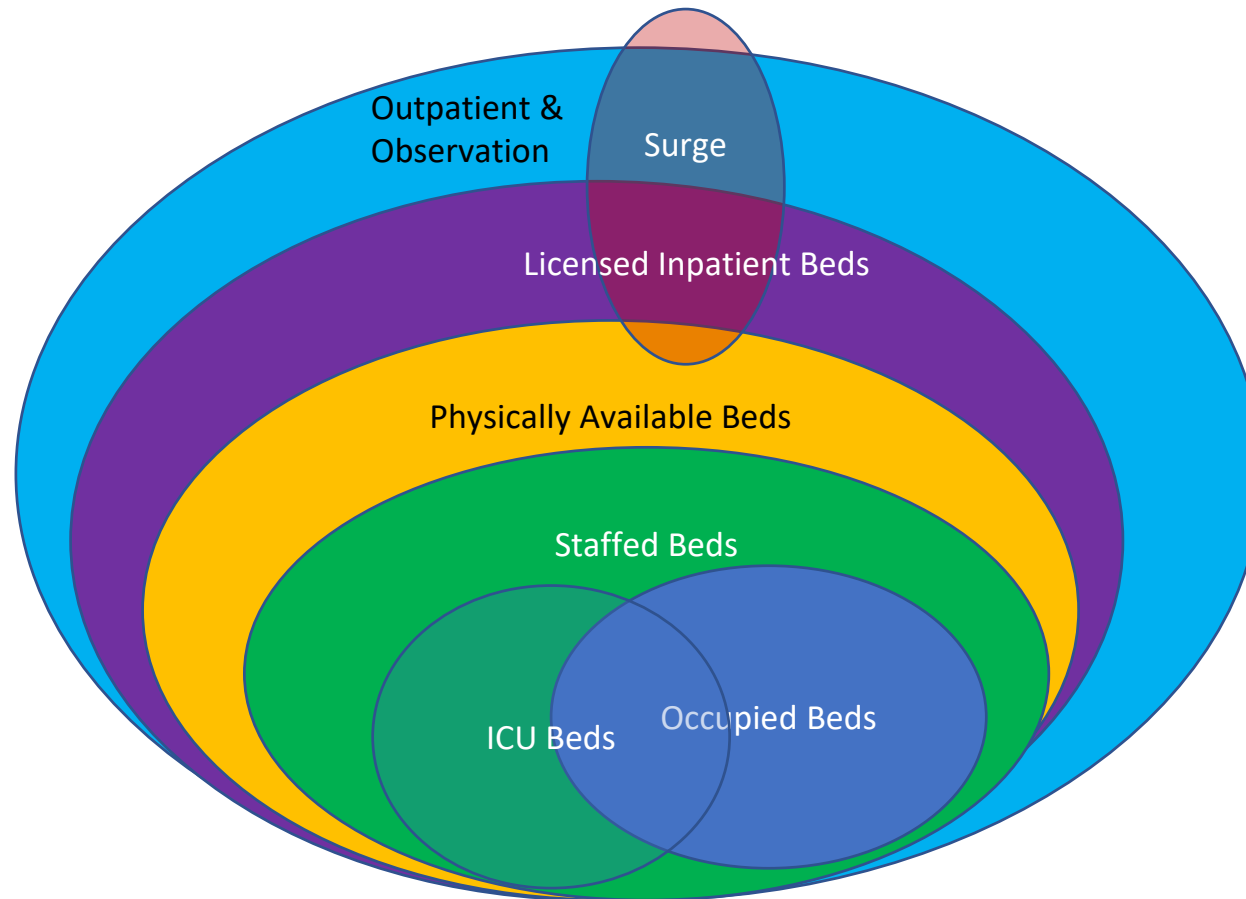 Outpatient &
Observation
Surge
Licensed Inpatient Beds
Physically Available Beds
Staffed Beds
Occupied Beds
ICU Beds